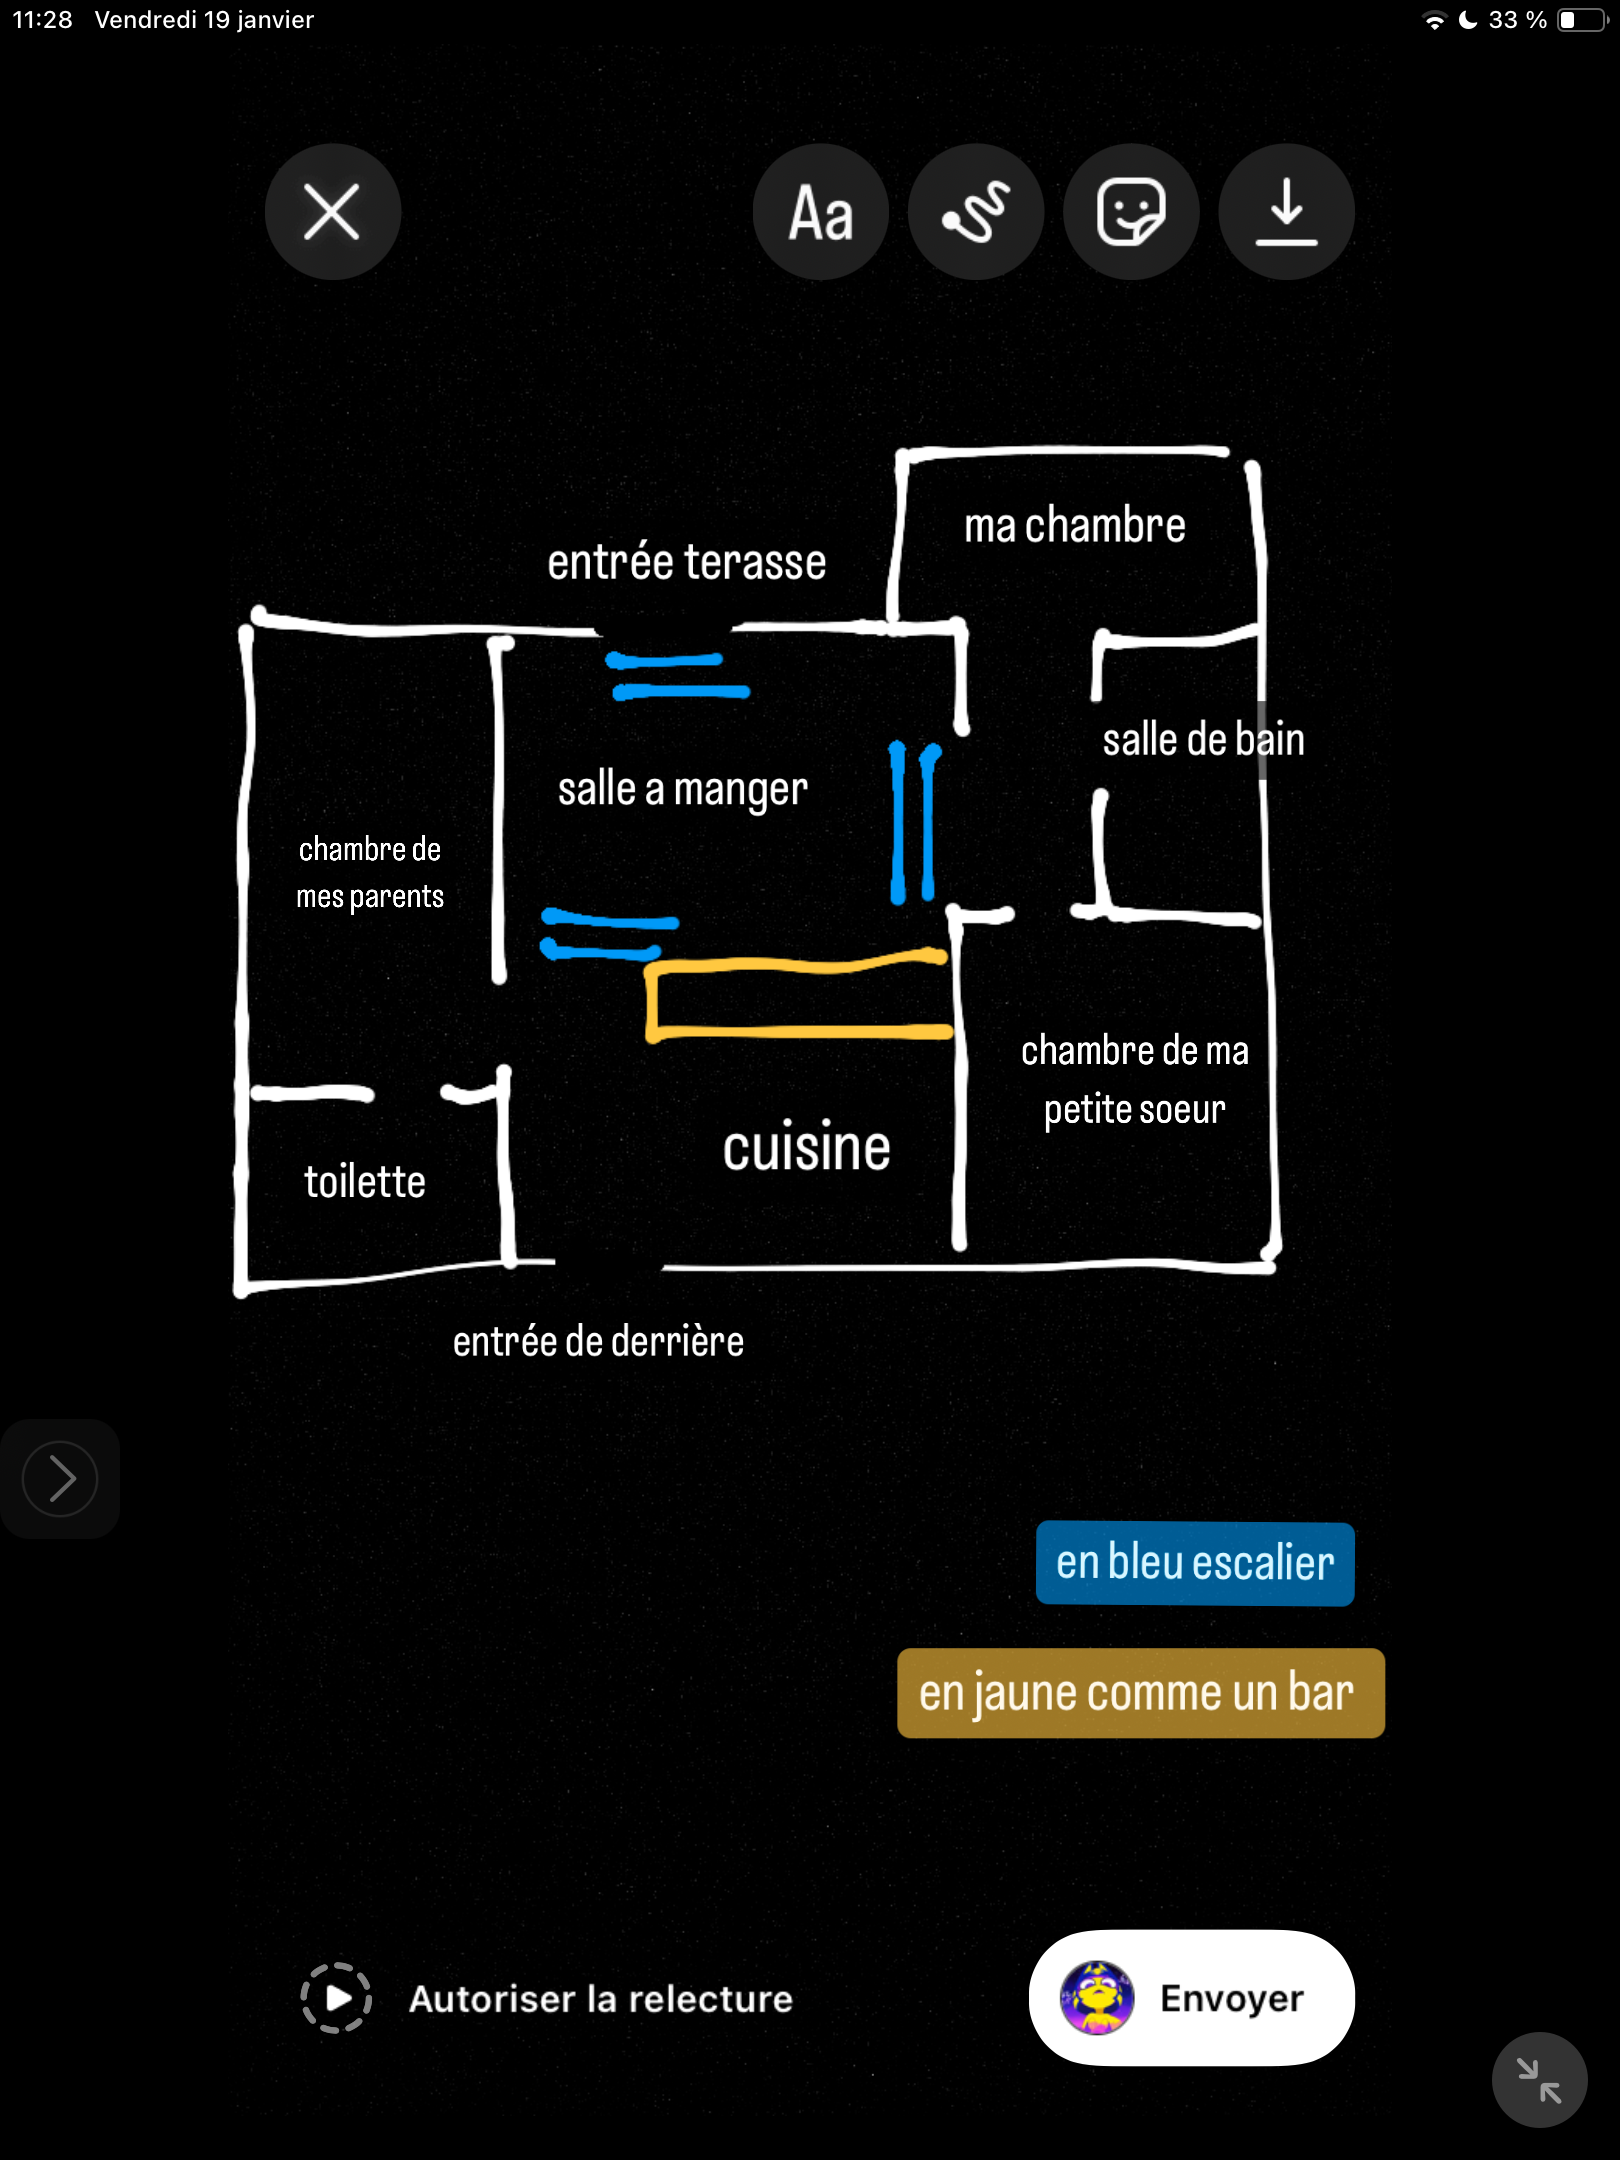 11:28 Vendredi 19 janvier
33 %
Aa
ma chambre
entrée terasse
salle de bain
salle a manger
chambre de
mes parents
chambre de ma
petite soeur
cuisine
toilette
entrée de derrière
en bleu escalier
en jaune comme un bar
Autoriser la relecture
Envoyer